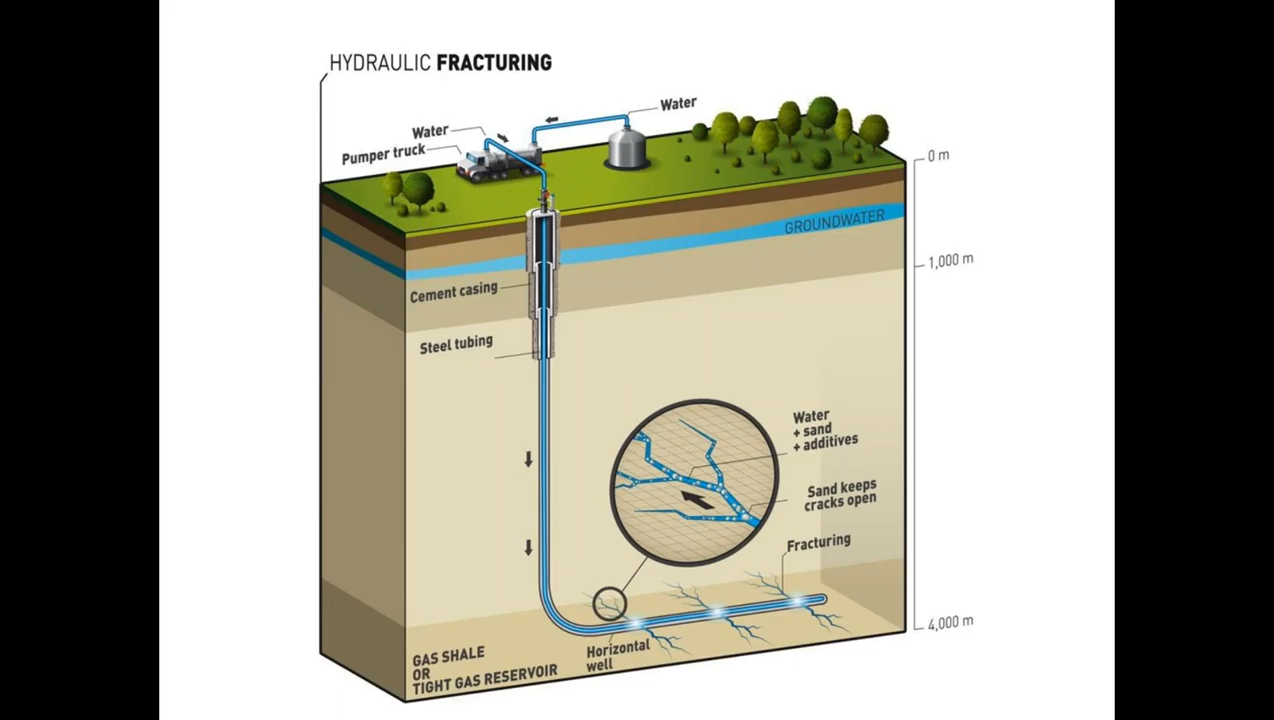 HYDRAULIC FRACTURING
Water
Water
Pumper truck
0 m
GROUNDWATER
1,000 m
Cement casing
Steel tubing
Water
+ sand
+ additives
Sand keeps
cracks open
Fracturing
4,000 m
Horizontal
well
GAS SHALE
OR
TIGHT GAS RESERVOIR